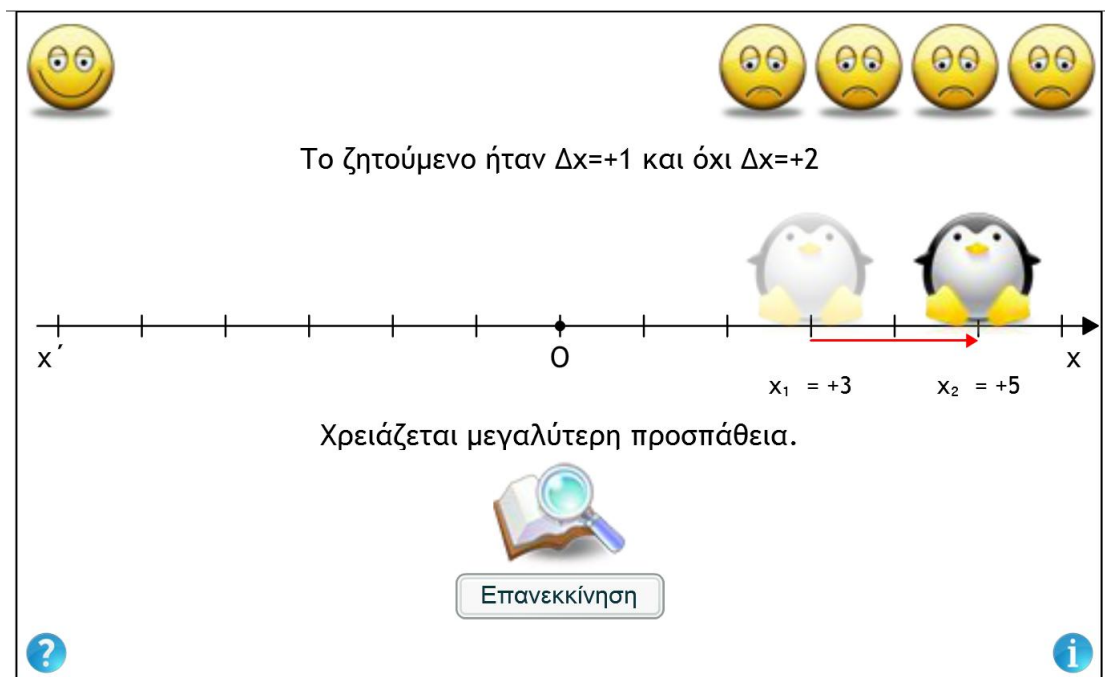 Το ζητούμενο ήταν Δx=+1 και όχι Δx=+2
x΄ O x
x₁ = +3 x₂ = +5
Χρειάζεται μεγαλύτερη προσπάθεια.
Επανεκκίνηση
? i